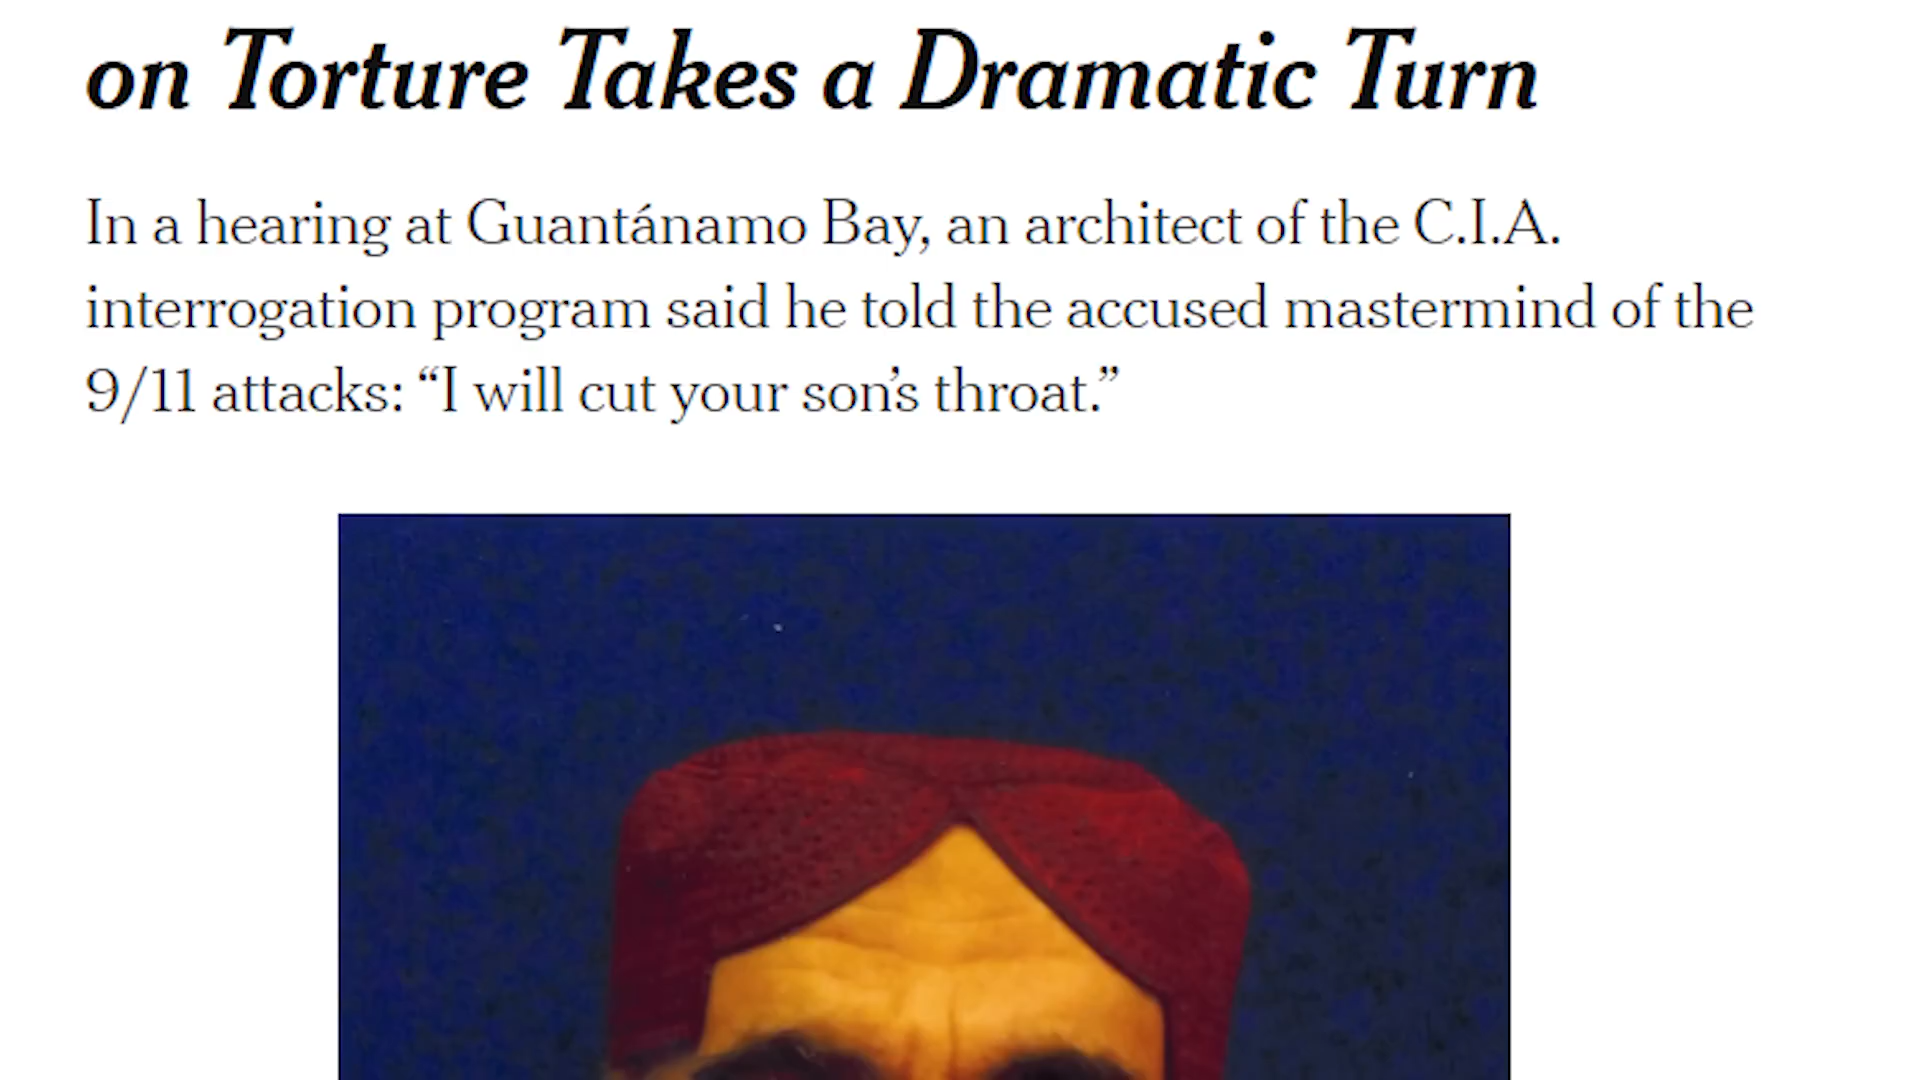 on Torture Takes a Dramatic Turn
In a hearing at Guantánamo Bay, an architect of the C.I.A.
interrogation program said he told the accused mastermind of the
9/11 attacks: “I will cut your son’s throat.”